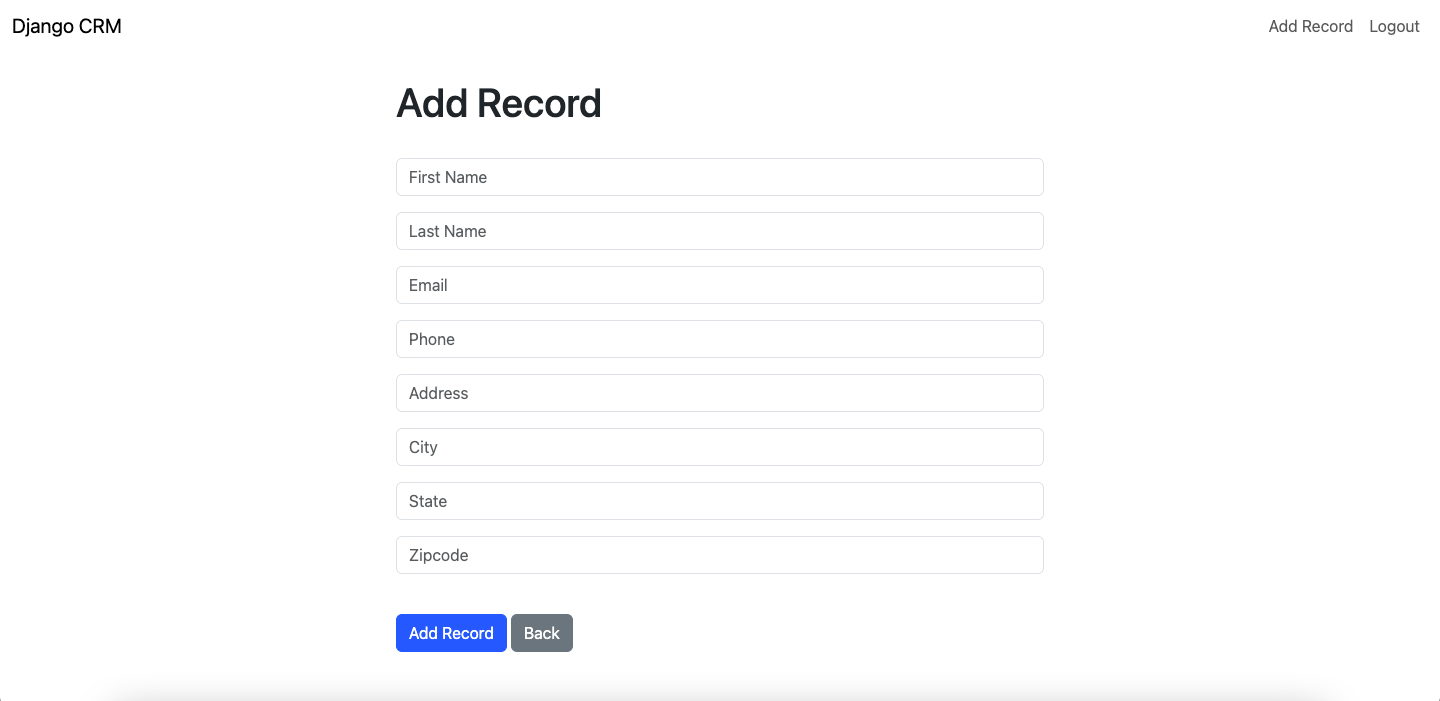 Django CRM
Add Record Logout
Add Record
First Name
Last Name
Email
Phone
Address
City
State
Zipcode
Add Record Back